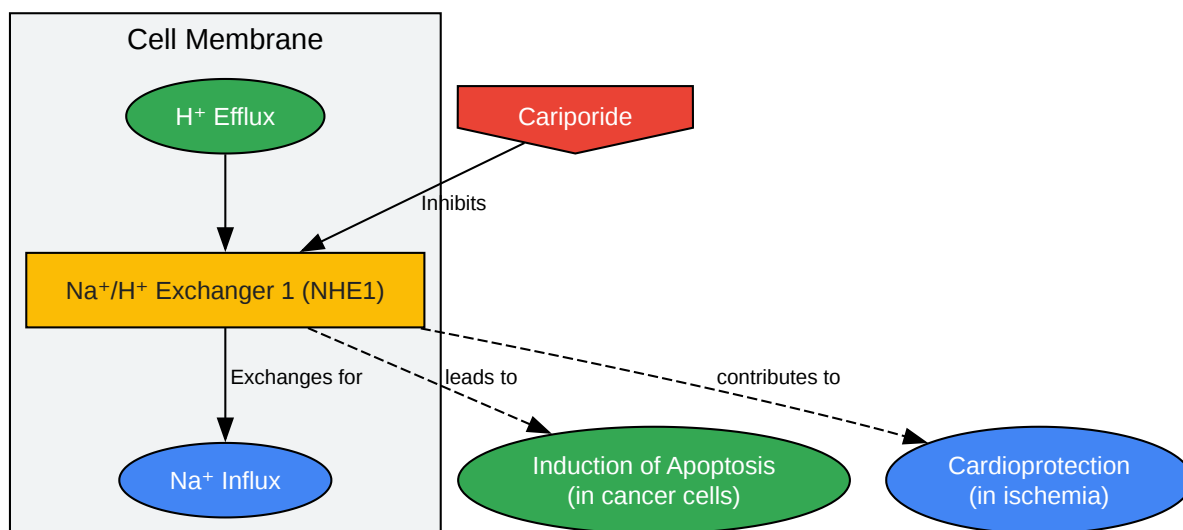 Cell Membrane
H⁺ Efflux
Cariporide
Inhibits
Na⁺/H⁺ Exchanger 1 (NHE1)
Exchanges for
leads to
contributes to
Na⁺ Influx
Induction of Apoptosis
(in cancer cells)
Cardioprotection
(in ischemia)